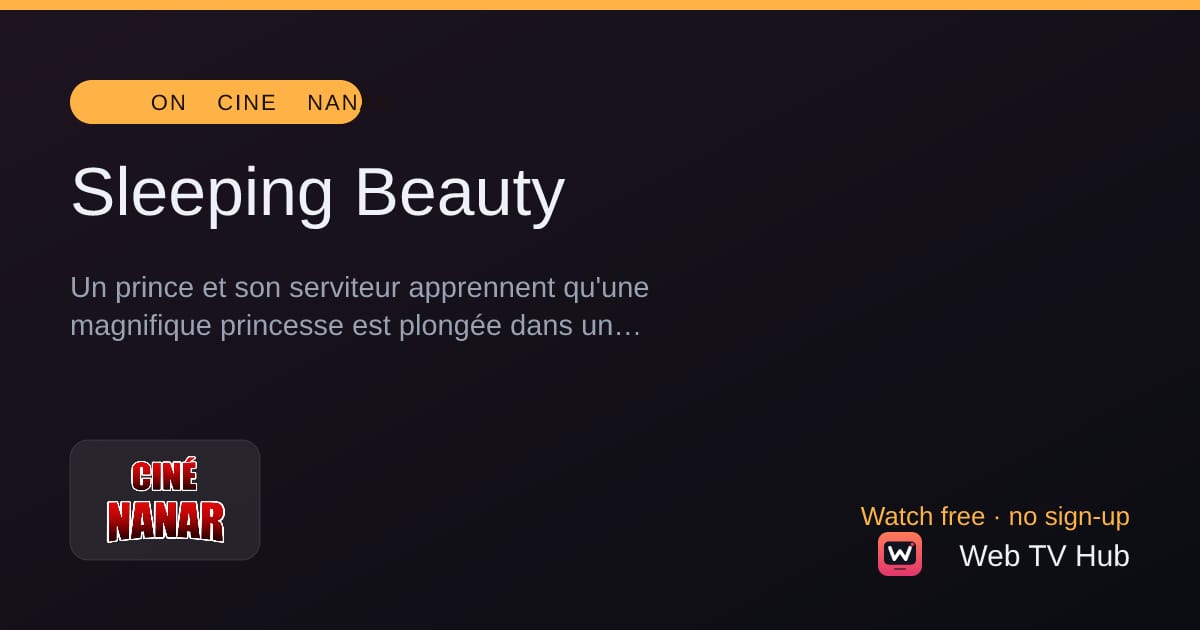 ON CINE NAN
Sleeping Beauty
Un prince et son serviteur apprennent qu'une
magnifique princesse est plongée dans un…
CINÉ
NANAR
Watch free · no sign-up
W
Web TV Hub